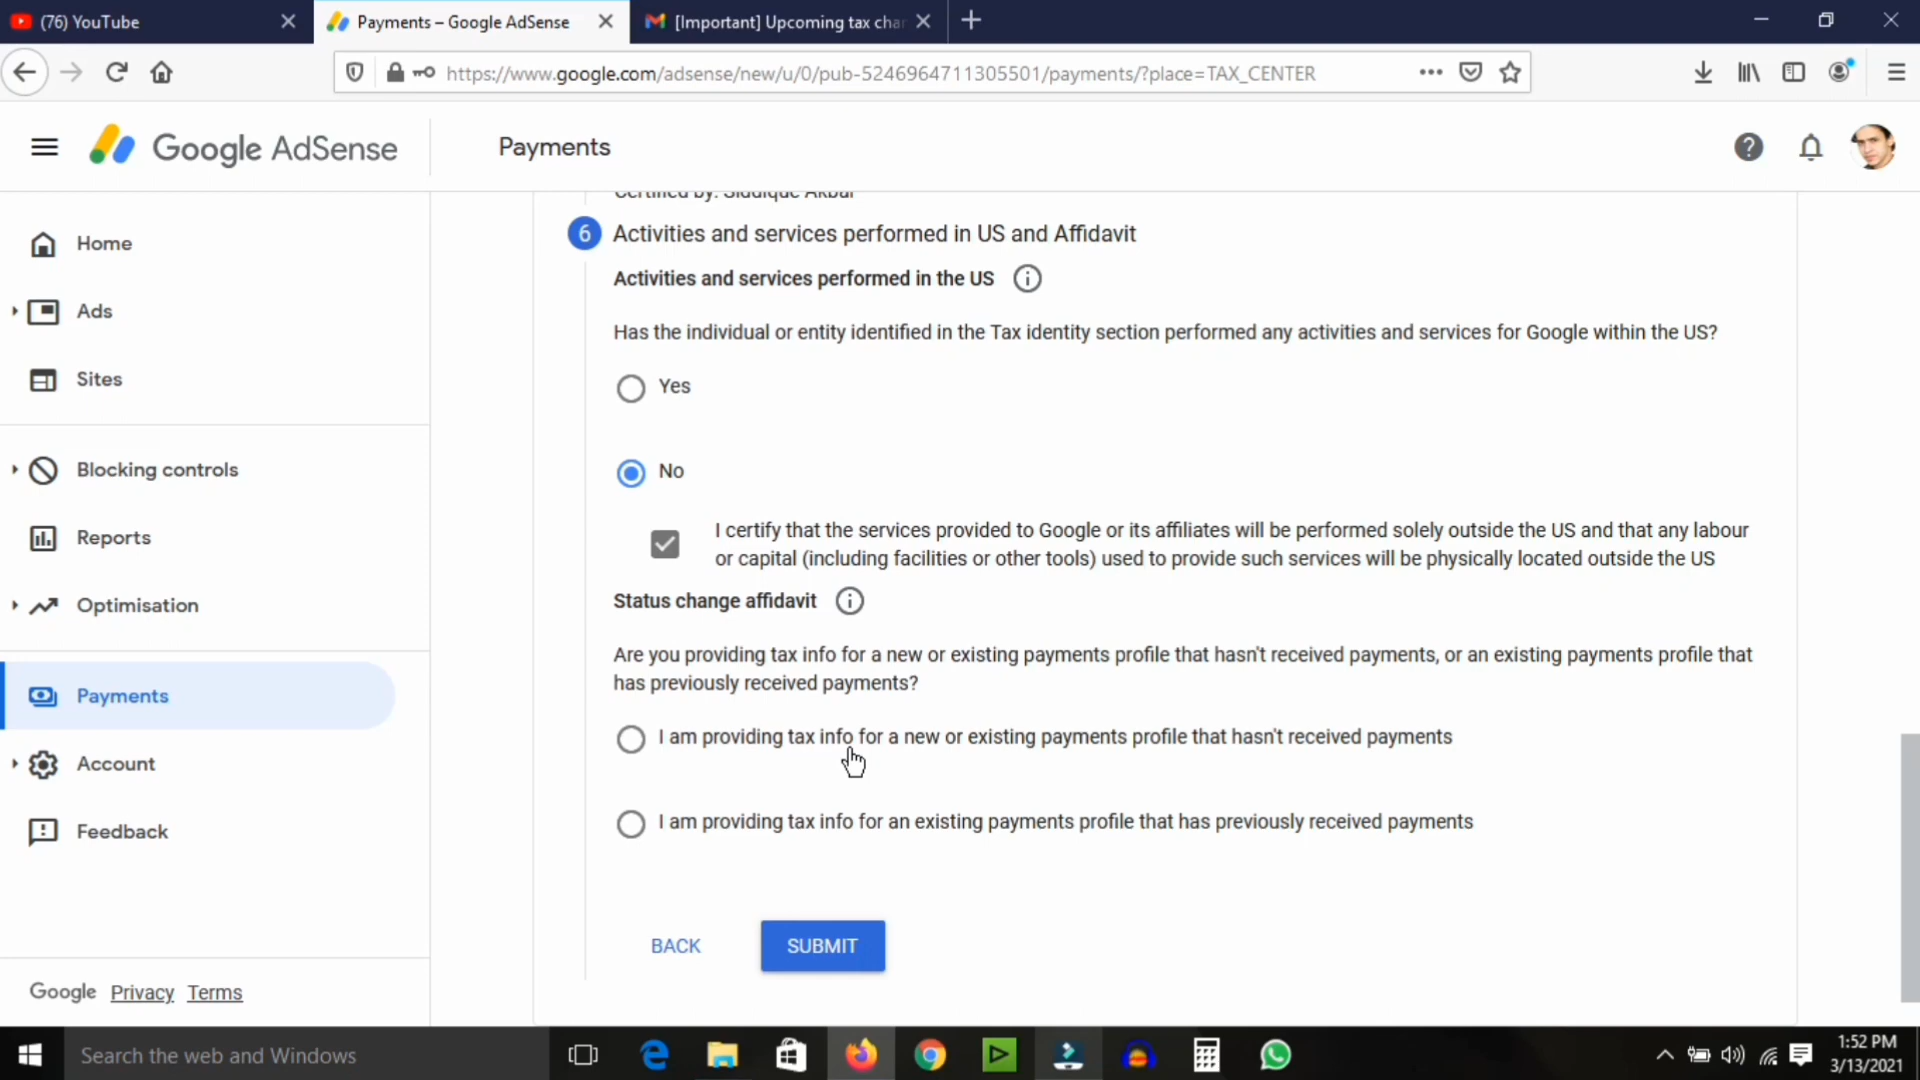 (76) YouTube
Payments – Google AdSense
[Important] Upcoming tax cha
https://www.google.com/adsense/new/u/0/pub-5246964711305501/payments/?place=TAX_CENTER
Google AdSense
Payments
Home
Ads
Sites
Blocking controls
Reports
Optimisation
Payments
Account
Feedback
Google Privacy Terms
Certified by: Siddique Akbar
6 Activities and services performed in US and Affidavit
Activities and services performed in the US
Has the individual or entity identified in the Tax identity section performed any activities and services for Google within the US?
Yes
No
I certify that the services provided to Google or its affiliates will be performed solely outside the US and that any labour
or capital (including facilities or other tools) used to provide such services will be physically located outside the US
Status change affidavit
Are you providing tax info for a new or existing payments profile that hasn't received payments, or an existing payments profile that
has previously received payments?
I am providing tax info for a new or existing payments profile that hasn't received payments
I am providing tax info for an existing payments profile that has previously received payments
BACK
SUBMIT
Search the web and Windows
1:52 PM
3/13/2021